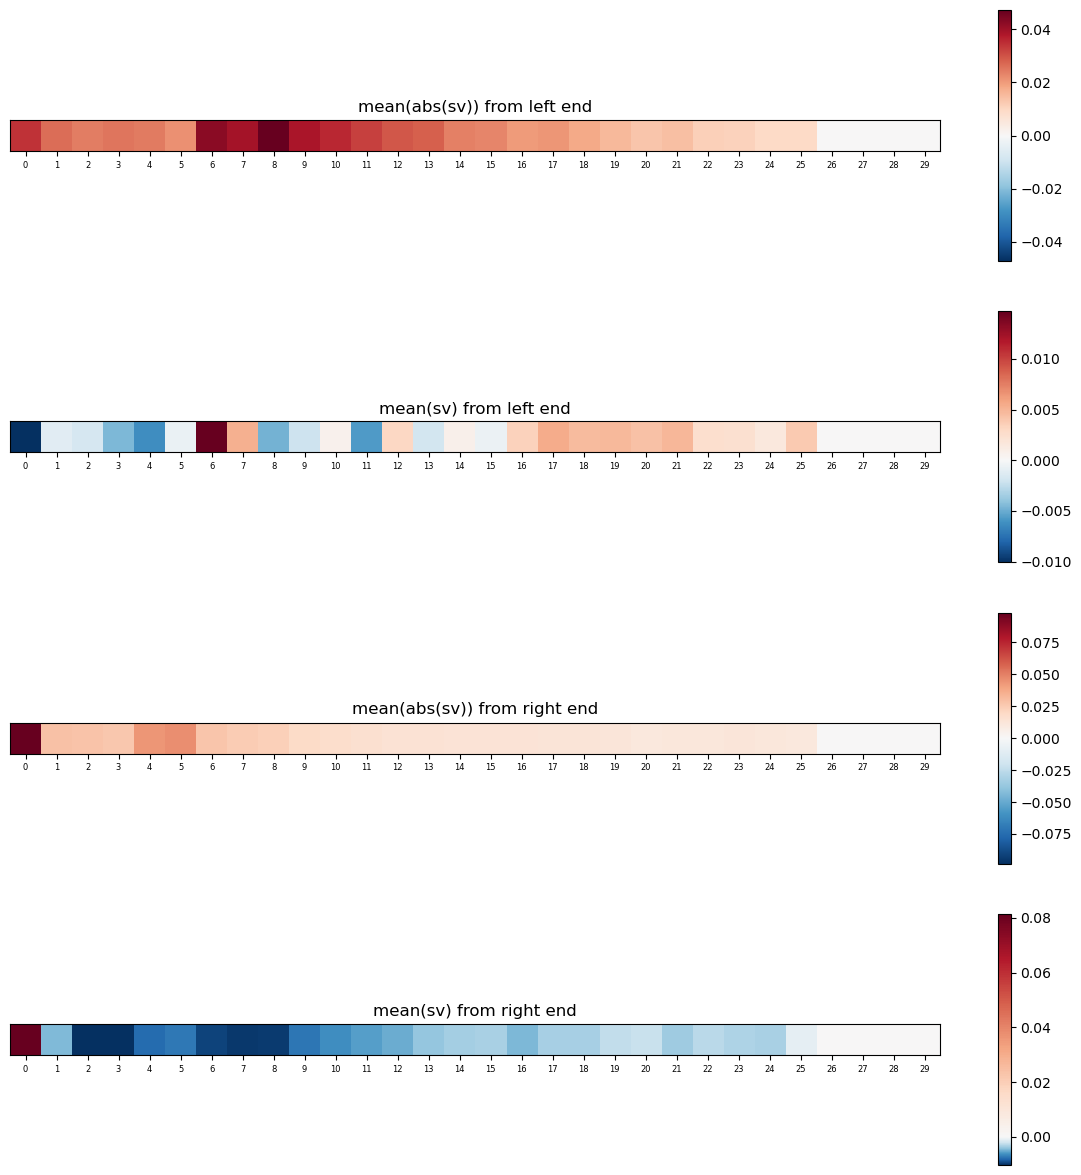 0.04
0.02
0.00
−0.02
−0.04
mean(abs(sv)) from left end
0 1 2 3 4 5 6 7 8 9 10 11 12 13 14 15 16 17 18 19 20 21 22 23 24 25 26 27 28 29
0.010
0.005
0.000
−0.005
−0.010
mean(sv) from left end
0 1 2 3 4 5 6 7 8 9 10 11 12 13 14 15 16 17 18 19 20 21 22 23 24 25 26 27 28 29
0.075
0.050
0.025
0.000
−0.025
−0.050
−0.075
mean(abs(sv)) from right end
0 1 2 3 4 5 6 7 8 9 10 11 12 13 14 15 16 17 18 19 20 21 22 23 24 25 26 27 28 29
0.08
0.06
0.04
0.02
0.00
mean(sv) from right end
0 1 2 3 4 5 6 7 8 9 10 11 12 13 14 15 16 17 18 19 20 21 22 23 24 25 26 27 28 29